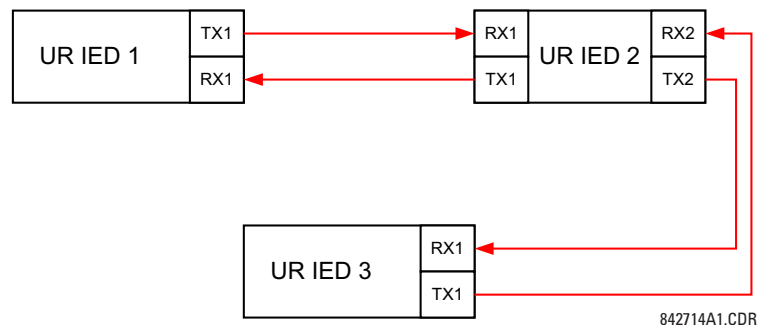 UR IED 1
TX1
RX1
RX1
TX1
UR IED 2
RX2
TX2
UR IED 3
RX1
TX1
842714A1.CDR